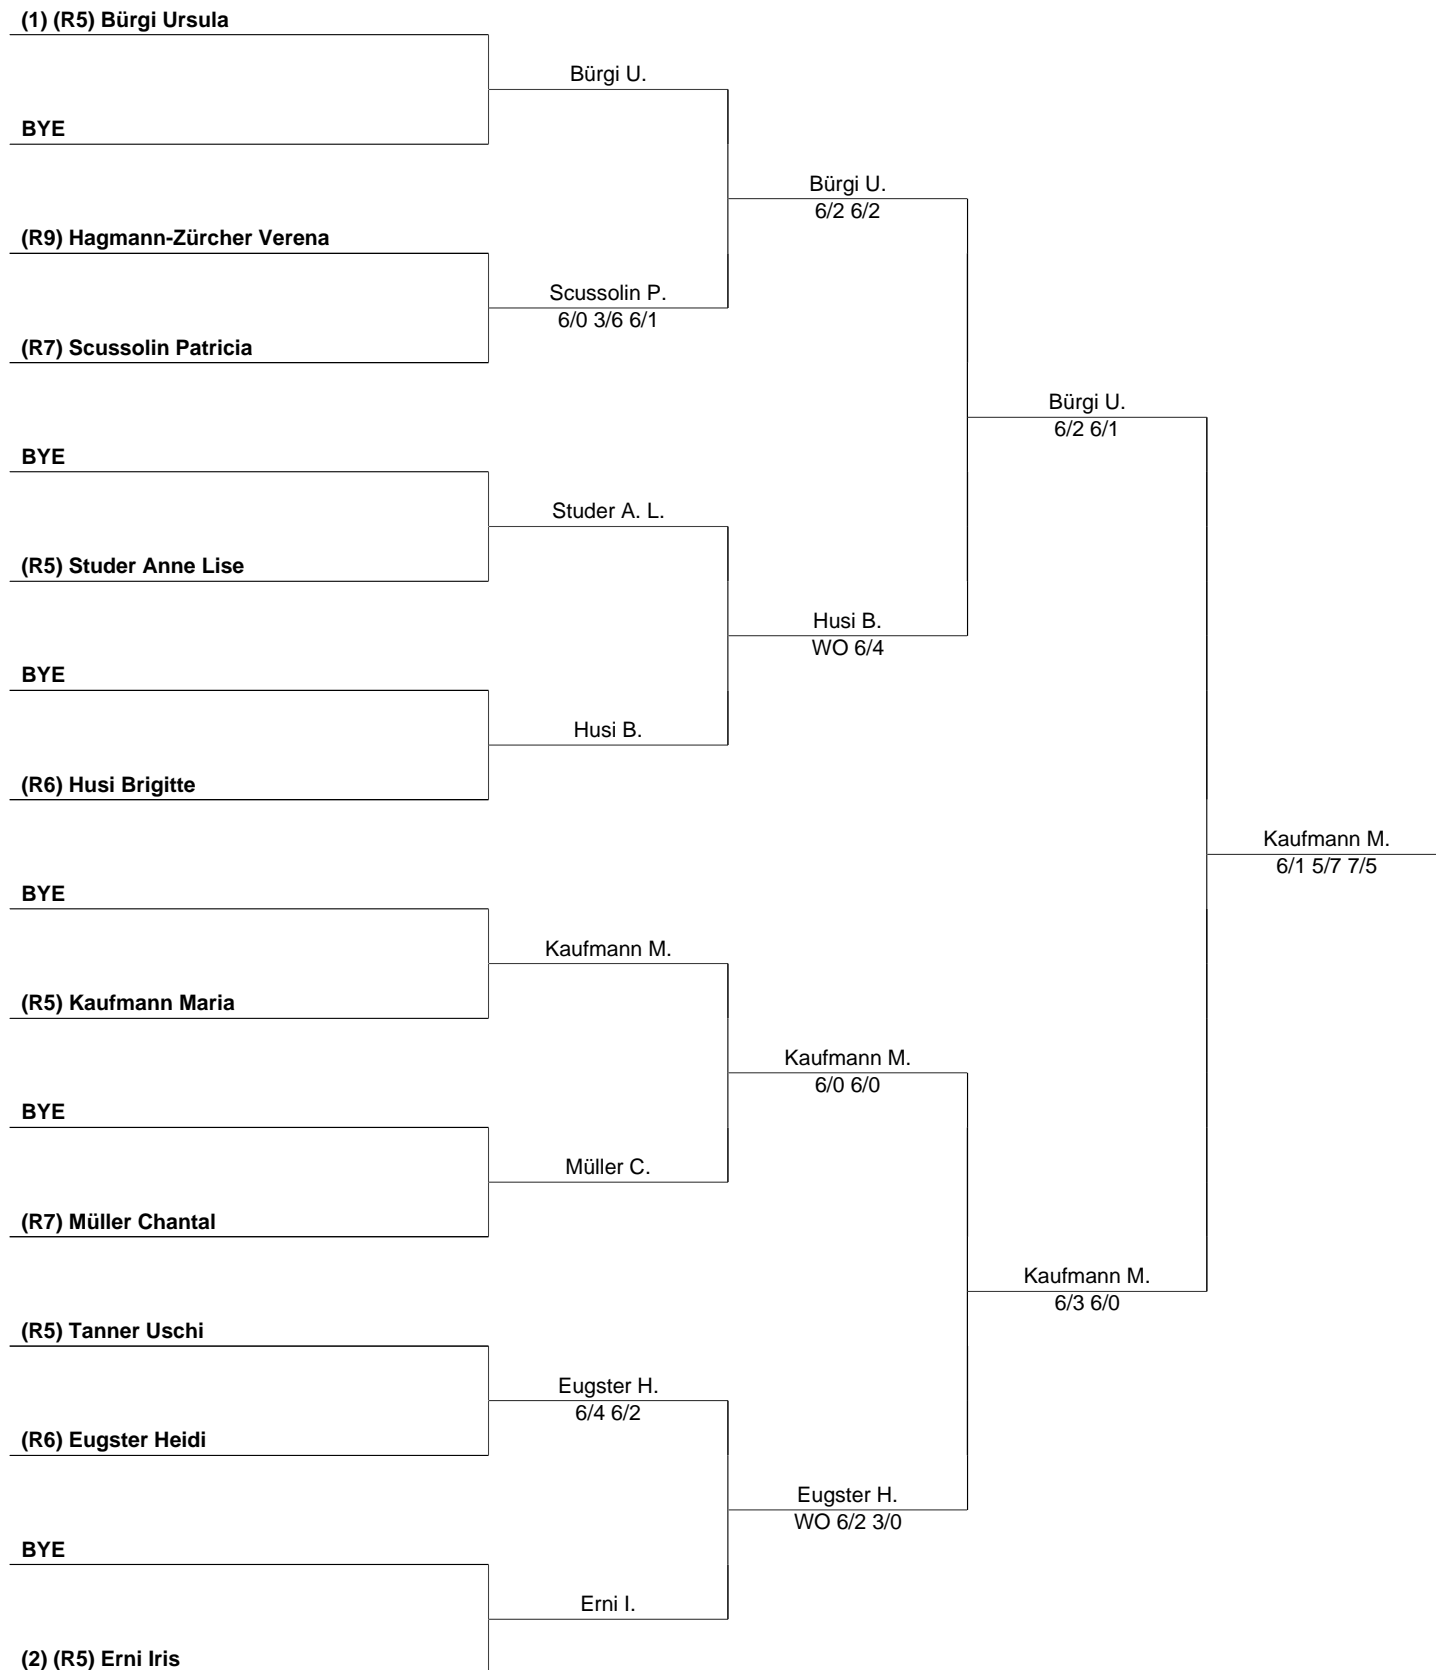 (1) (R5) Bürgi Ursula
Bürgi U.
BYE
Bürgi U.
6/2 6/2
(R9) Hagmann-Zürcher Verena
Scussolin P.
6/0 3/6 6/1
(R7) Scussolin Patricia
Bürgi U.
6/2 6/1
BYE
Studer A. L.
(R5) Studer Anne Lise
Husi B.
WO 6/4
BYE
Husi B.
(R6) Husi Brigitte
Kaufmann M.
6/1 5/7 7/5
BYE
Kaufmann M.
(R5) Kaufmann Maria
Kaufmann M.
6/0 6/0
BYE
Müller C.
(R7) Müller Chantal
Kaufmann M.
6/3 6/0
(R5) Tanner Uschi
Eugster H.
6/4 6/2
(R6) Eugster Heidi
Eugster H.
WO 6/2 3/0
BYE
Erni I.
(2) (R5) Erni Iris